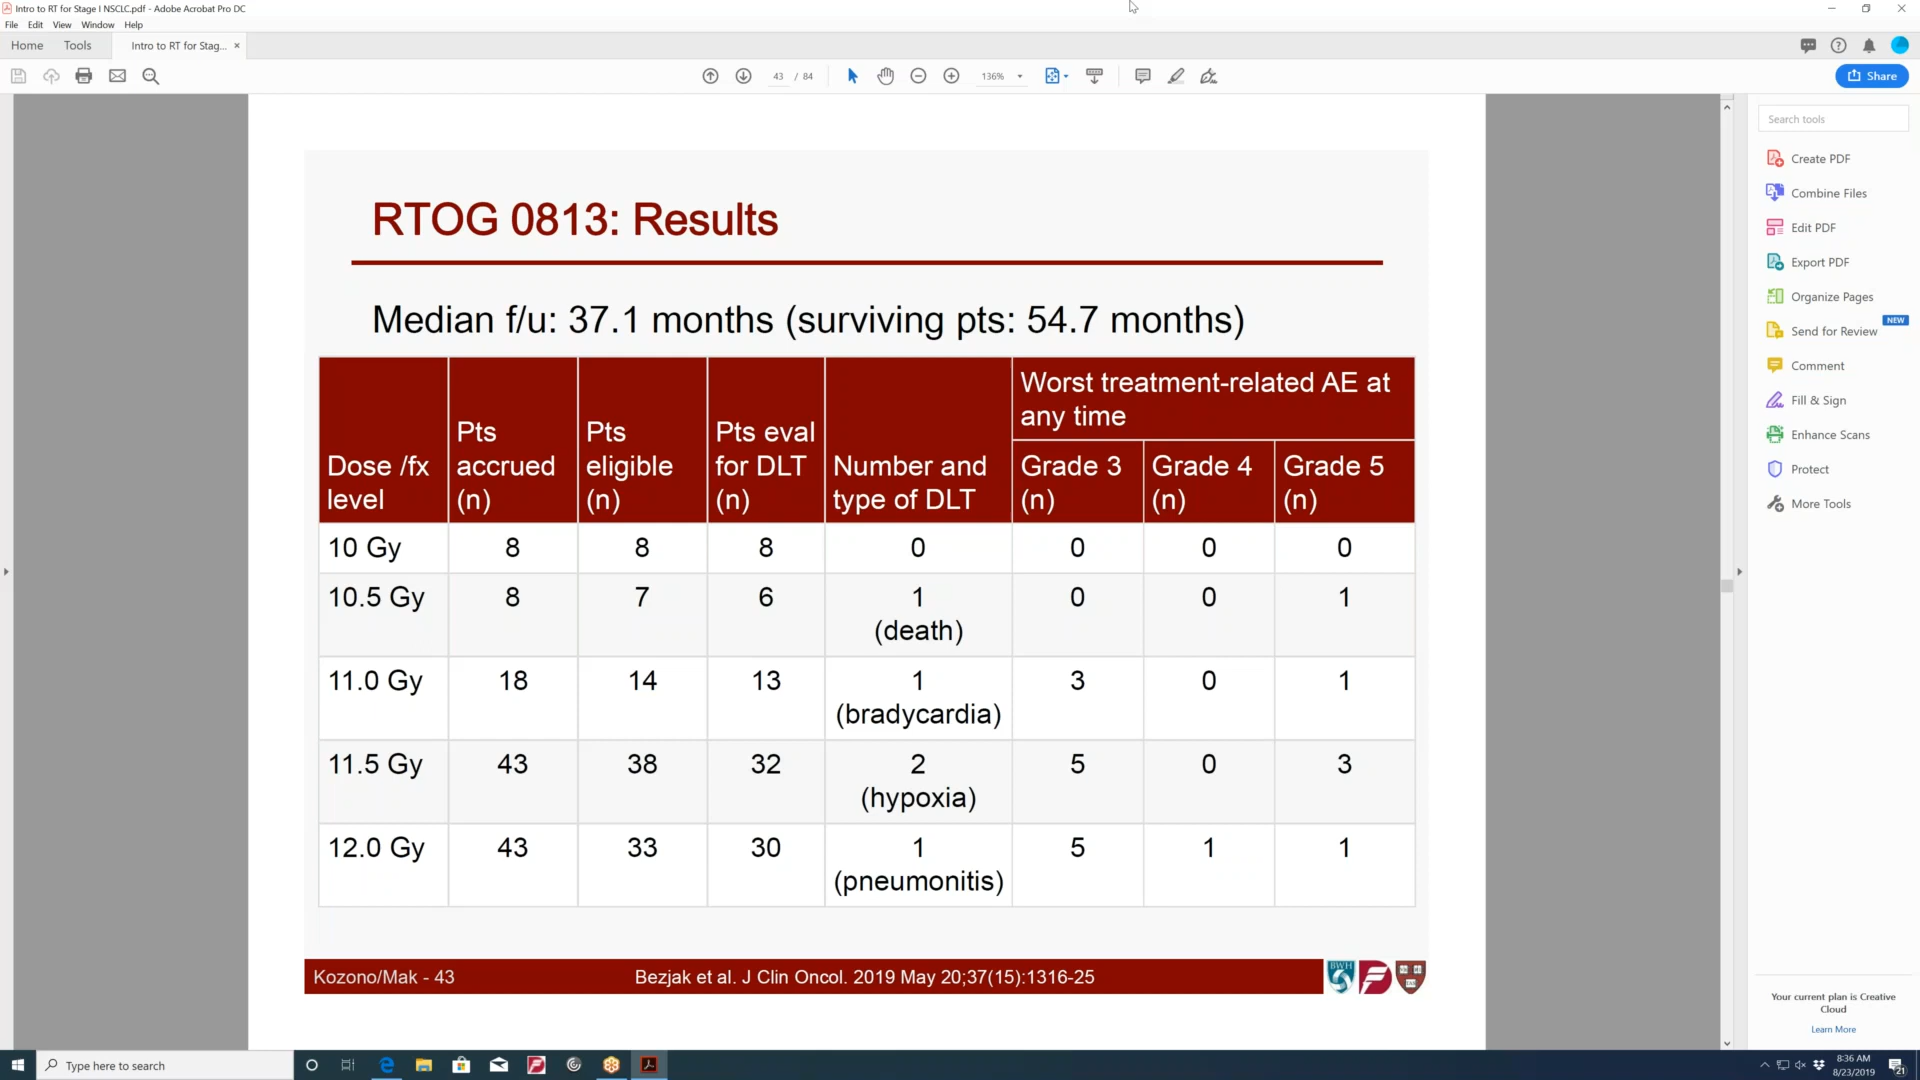 Intro to RT for Stage I NSCLC.pdf - Adobe Acrobat Pro DC
File Edit View Window Help
Home Tools Intro to RT for Stag... ×
43 / 84 136%
Share
RTOG 0813: Results
Median f/u: 37.1 months (surviving pts: 54.7 months)
Dose /fx level Pts accrued (n) Pts eligible (n) Pts eval for DLT (n) Number and type of DLT Worst treatment-related AE at any time
Grade 3 (n) Grade 4 (n) Grade 5 (n)
10 Gy 8 8 8 0 0 0 0
10.5 Gy 8 7 6 1 (death) 0 0 1
11.0 Gy 18 14 13 1 (bradycardia) 3 0 1
11.5 Gy 43 38 32 2 (hypoxia) 5 0 3
12.0 Gy 43 33 30 1 (pneumonitis) 5 1 1
Kozono/Mak - 43 Bezjak et al. J Clin Oncol. 2019 May 20;37(15):1316-25
BWH
Search tools
Create PDF
Combine Files
Edit PDF
Export PDF
Organize Pages
Send for Review NEW
Comment
Fill & Sign
Enhance Scans
Protect
More Tools
Your current plan is Creative
Cloud
Learn More
Type here to search
8:36 AM
8/23/2019
21